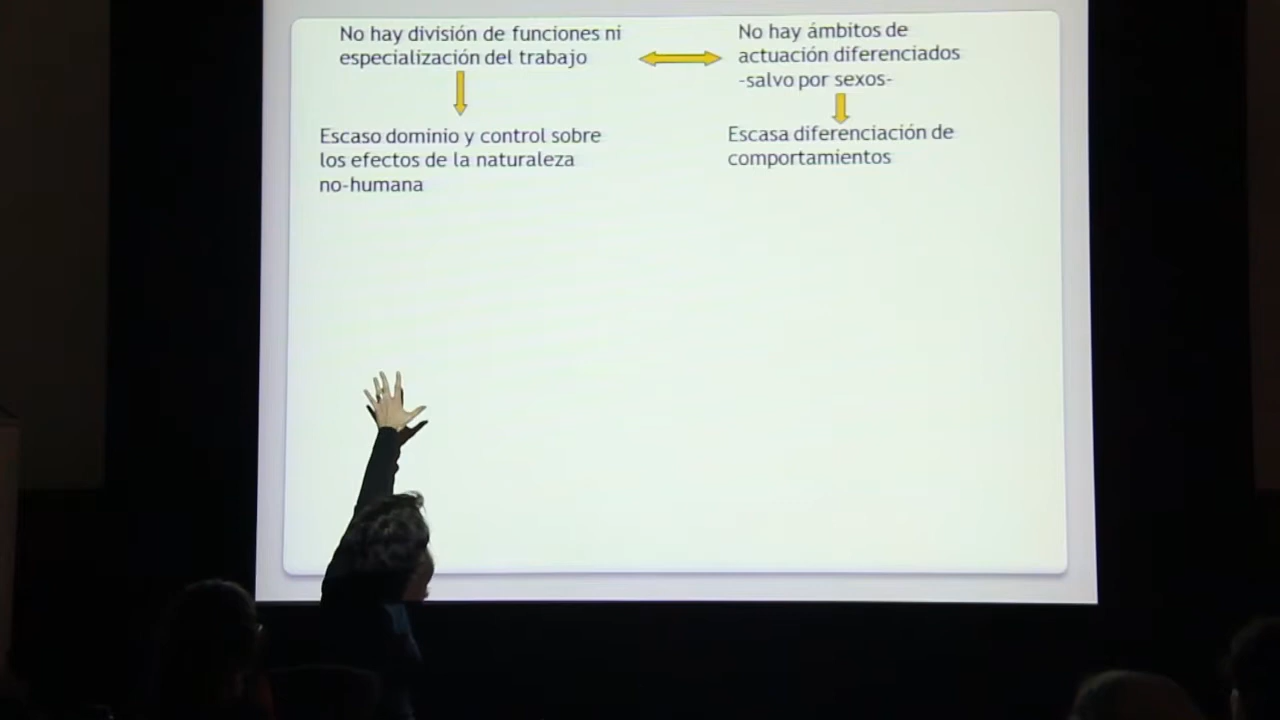 No hay división de funciones ni
especialización del trabajo
No hay ámbitos de
actuación diferenciados
-salvo por sexos-
Escaso dominio y control sobre
los efectos de la naturaleza
no-humana
Escasa diferenciación de
comportamientos